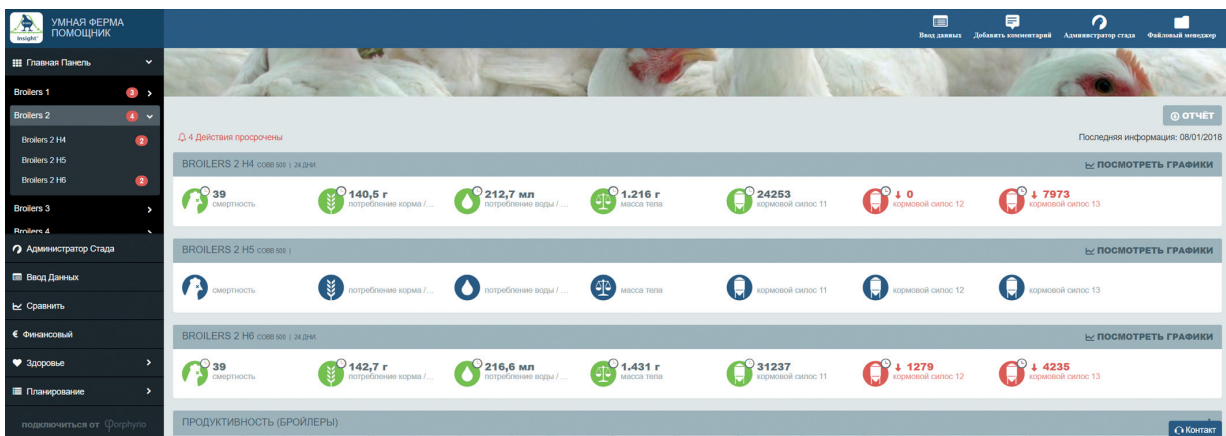 Insight
УМНАЯ ФЕРМА
ПОМОЩНИК
Ввод данных
Добавить комментарий
Администратор стада
Файловый менеджер
Главная Панель
Broilers 1 3
Broilers 2 4
Broilers 2 H4 2
Broilers 2 H5
Broilers 2 H6 2
Broilers 3
Broilers 4
Администратор Стада
Ввод Данных
Сравнить
Финансовый
Здоровье
Планирование
подключиться от Porphyrio
ОТЧЁТ
4 Действия просрочены
Последняя информация: 08/01/2018
BROILERS 2 H4 COBB 500 | 24 ДНИ.
ПОСМОТРЕТЬ ГРАФИКИ
39
смертность
140,5 г
потребление корма /...
212,7 мл
потребление воды / ...
1.216 г
масса тела
24253
кормовой силос 11
↓ 0
кормовой силос 12
↓ 7973
кормовой силос 13
BROILERS 2 H5 COBB 500 |
ПОСМОТРЕТЬ ГРАФИКИ
смертность
потребление корма /...
потребление воды / ...
масса тела
кормовой силос 11
кормовой силос 12
кормовой силос 13
BROILERS 2 H6 COBB 500 | 24 ДНИ.
ПОСМОТРЕТЬ ГРАФИКИ
39
смертность
142,7 г
потребление корма /...
216,6 мл
потребление воды / ...
1.431 г
масса тела
31237
кормовой силос 11
↓ 1279
кормовой силос 12
↓ 4235
кормовой силос 13
ПРОДУКТИВНОСТЬ (БРОЙЛЕРЫ)
Контакт